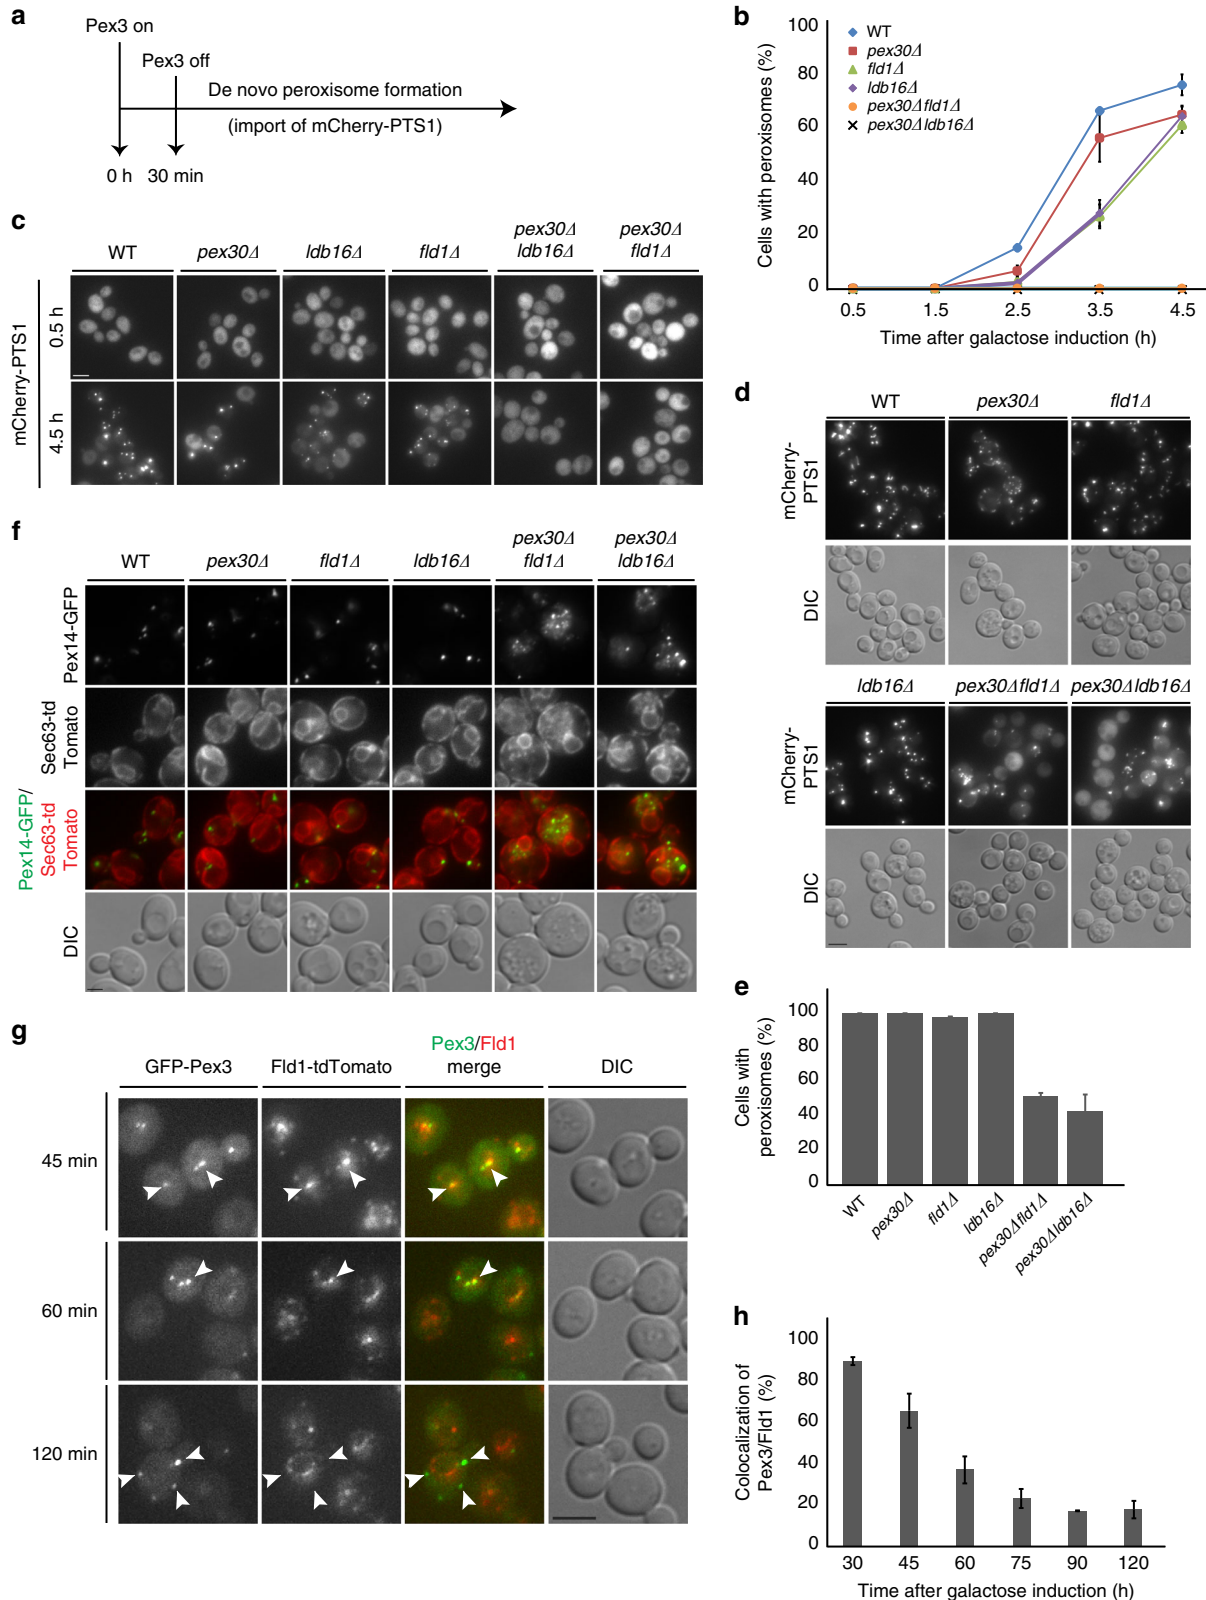 a
Pex3 on
Pex3 off
De novo peroxisome formation
(import of mCherry-PTS1)
0 h
30 min
b
Cells with peroxisomes (%)
100
80
60
40
20
0
WT
pex30Δ
fld1Δ
ldb16Δ
pex30Δfld1Δ
pex30Δldb16Δ
0.5 1.5 2.5 3.5 4.5
Time after galactose induction (h)
c
WT
pex30Δ
ldb16Δ
fld1Δ
pex30Δ
ldb16Δ
pex30Δ
fld1Δ
mCherry-PTS1
0.5 h
4.5 h
d
WT
pex30Δ
fld1Δ
mCherry-
PTS1
DIC
ldb16Δ
pex30Δfld1Δ
pex30Δldb16Δ
mCherry-
PTS1
DIC
e
Cells with
peroxisomes (%)
100
80
60
40
20
0
WT
pex30Δ
fld1Δ
ldb16Δ
pex30Δfld1Δ
pex30Δldb16Δ
f
WT
pex30Δ
fld1Δ
ldb16Δ
pex30Δ
fld1Δ
pex30Δ
ldb16Δ
Pex14-GFP
Sec63-td
Tomato
Pex14-GFP/
Sec63-td
Tomato
DIC
g
GFP-Pex3
Fld1-tdTomato
Pex3/Fld1
merge
DIC
45 min
60 min
120 min
h
Colocalization of
Pex3/Fld1 (%)
100
80
60
40
20
0
30 45 60 75 90 120
Time after galactose induction (h)